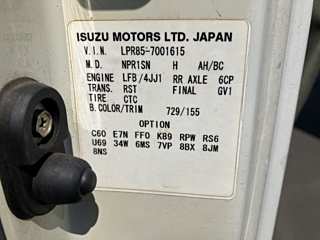 ISUZU MOTORS LTD. JAPAN
V.I.N. LPR85-7001615
M.D. NPR1SN H AH/BC
ENGINE LFB/4JJ1 RR AXLE 6CP
TRANS. RST FINAL GV1
TIRE CTC
B.COLOR/TRIM 729/155
OPTION
C60 E7N FF0 K89 RPW RS6
U69 34W 6MS 7VP 8BX 8JM
8NS